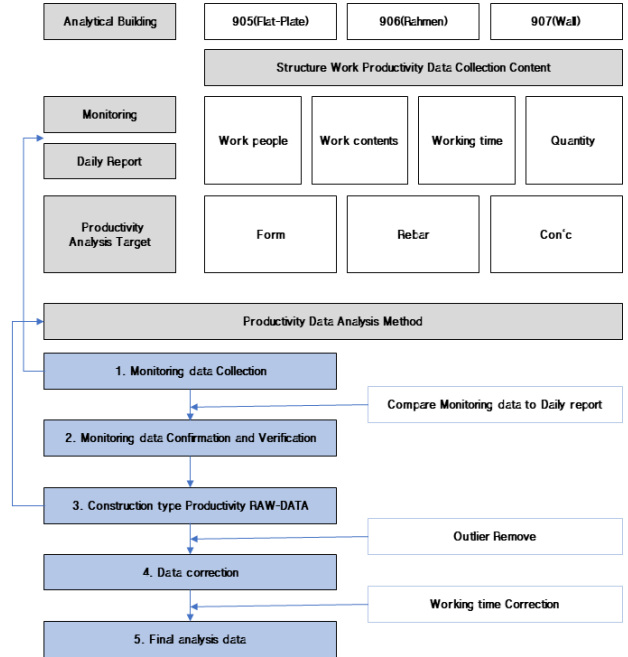 Analytical Building
905(Flat-Plate)
906(Rahmen)
907(Wall)
Structure Work Productivity Data Collection Content
Monitoring
Daily Report
Work people
Work contents
Working time
Quantity
Productivity
Analysis Target
Form
Rebar
Con'c
Productivity Data Analysis Method
1. Monitoring data Collection
Compare Monitoring data to Daily report
2. Monitoring data Confirmation and Verification
3. Construction type Productivity RAW-DATA
Outlier Remove
4. Data correction
Working time Correction
5. Final analysis data